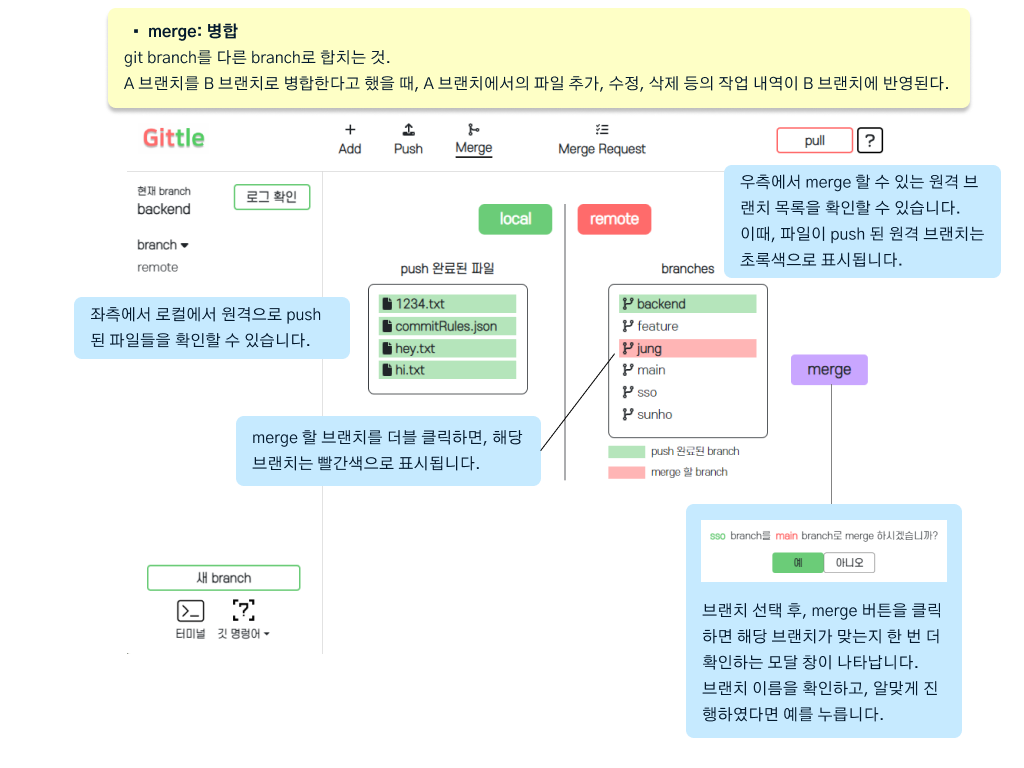 ▪ merge: 병합
git branch를 다른 branch로 합치는 것.
A 브랜치를 B 브랜치로 병합한다고 했을 때, A 브랜치에서의 파일 추가, 수정, 삭제 등의 작업 내역이 B 브랜치에 반영된다.
Gittle
Add
Push
Merge
Merge Request
pull
?
현재 branch
backend
로그 확인
branch
remote
local
remote
우측에서 merge 할 수 있는 원격 브
랜치 목록을 확인할 수 있습니다.
이때, 파일이 push 된 원격 브랜치는
초록색으로 표시됩니다.
push 완료된 파일
branches
좌측에서 로컬에서 원격으로 push
된 파일들을 확인할 수 있습니다.
1234.txt
commitRules.json
hey.txt
hi.txt
backend
feature
jung
main
sso
sunho
merge
merge 할 브랜치를 더블 클릭하면, 해당
브랜치는 빨간색으로 표시됩니다.
push 완료된 branch
merge 할 branch
sso branch를 main branch로 merge 하시겠습니까?
예
아니오
브랜치 선택 후, merge 버튼을 클릭
하면 해당 브랜치가 맞는지 한 번 더
확인하는 모달 창이 나타납니다.
브랜치 이름을 확인하고, 알맞게 진
행하였다면 예를 누릅니다.
새 branch
터미널
깃 명령어